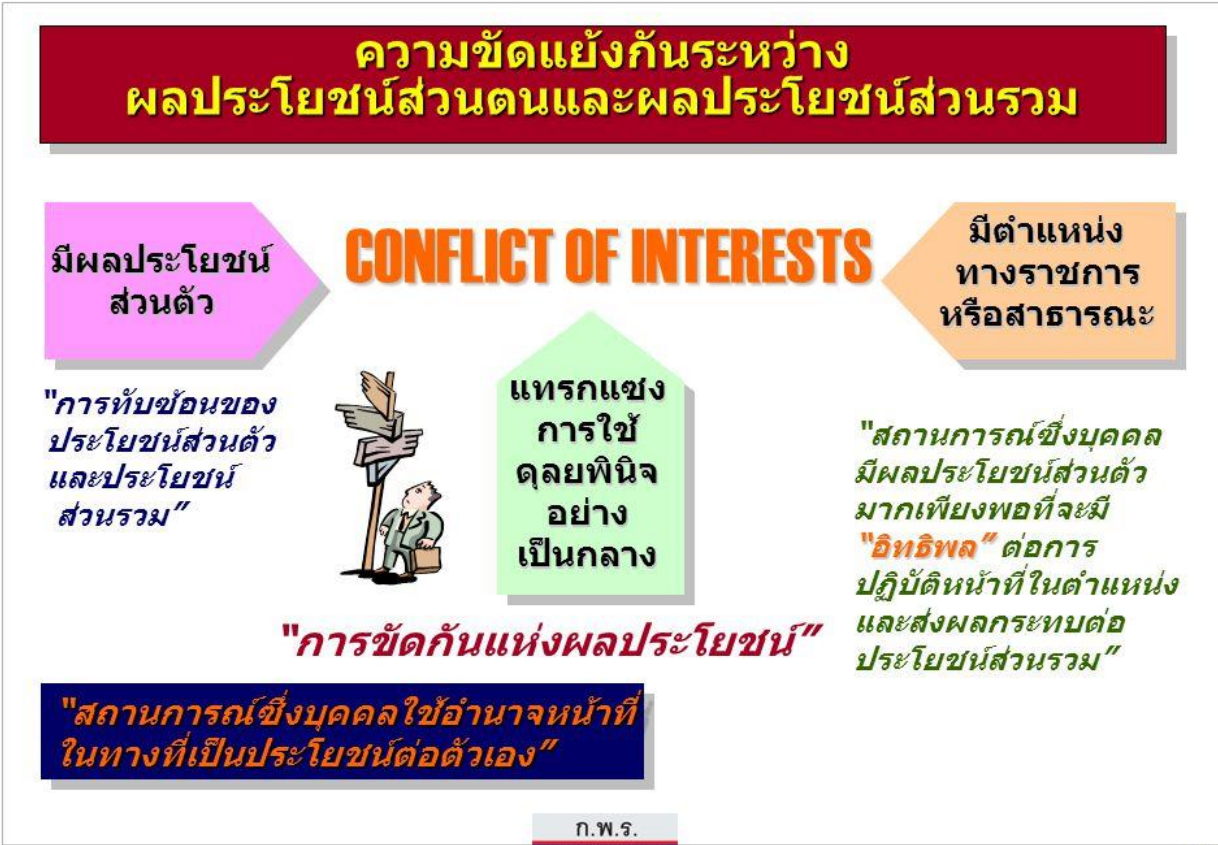 ความขัดแย้งกันระหว่าง
ผลประโยชน์ส่วนตนและผลประโยชน์ส่วนรวม
มีผลประโยชน์
ส่วนตัว
CONFLICT OF INTERESTS
มีตำแหน่ง
ทางราชการ
หรือสาธารณะ
"การทับซ้อนของ
ประโยชน์ส่วนตัว
และประโยชน์
ส่วนรวม"
แทรกแซง
การใช้
ดุลยพินิจ
อย่าง
เป็นกลาง
"สถานการณ์ซึ่งบุคคล
มีผลประโยชน์ส่วนตัว
มากเพียงพอที่จะมี
"อิทธิพล" ต่อการ
ปฏิบัติหน้าที่ในตำแหน่ง
และส่งผลกระทบต่อ
ประโยชน์ส่วนรวม"
"การขัดกันแห่งผลประโยชน์"
"สถานการณ์ซึ่งบุคคลใช้อำนาจหน้าที่
ในทางที่เป็นประโยชน์ต่อตัวเอง"
ก.พ.ร.